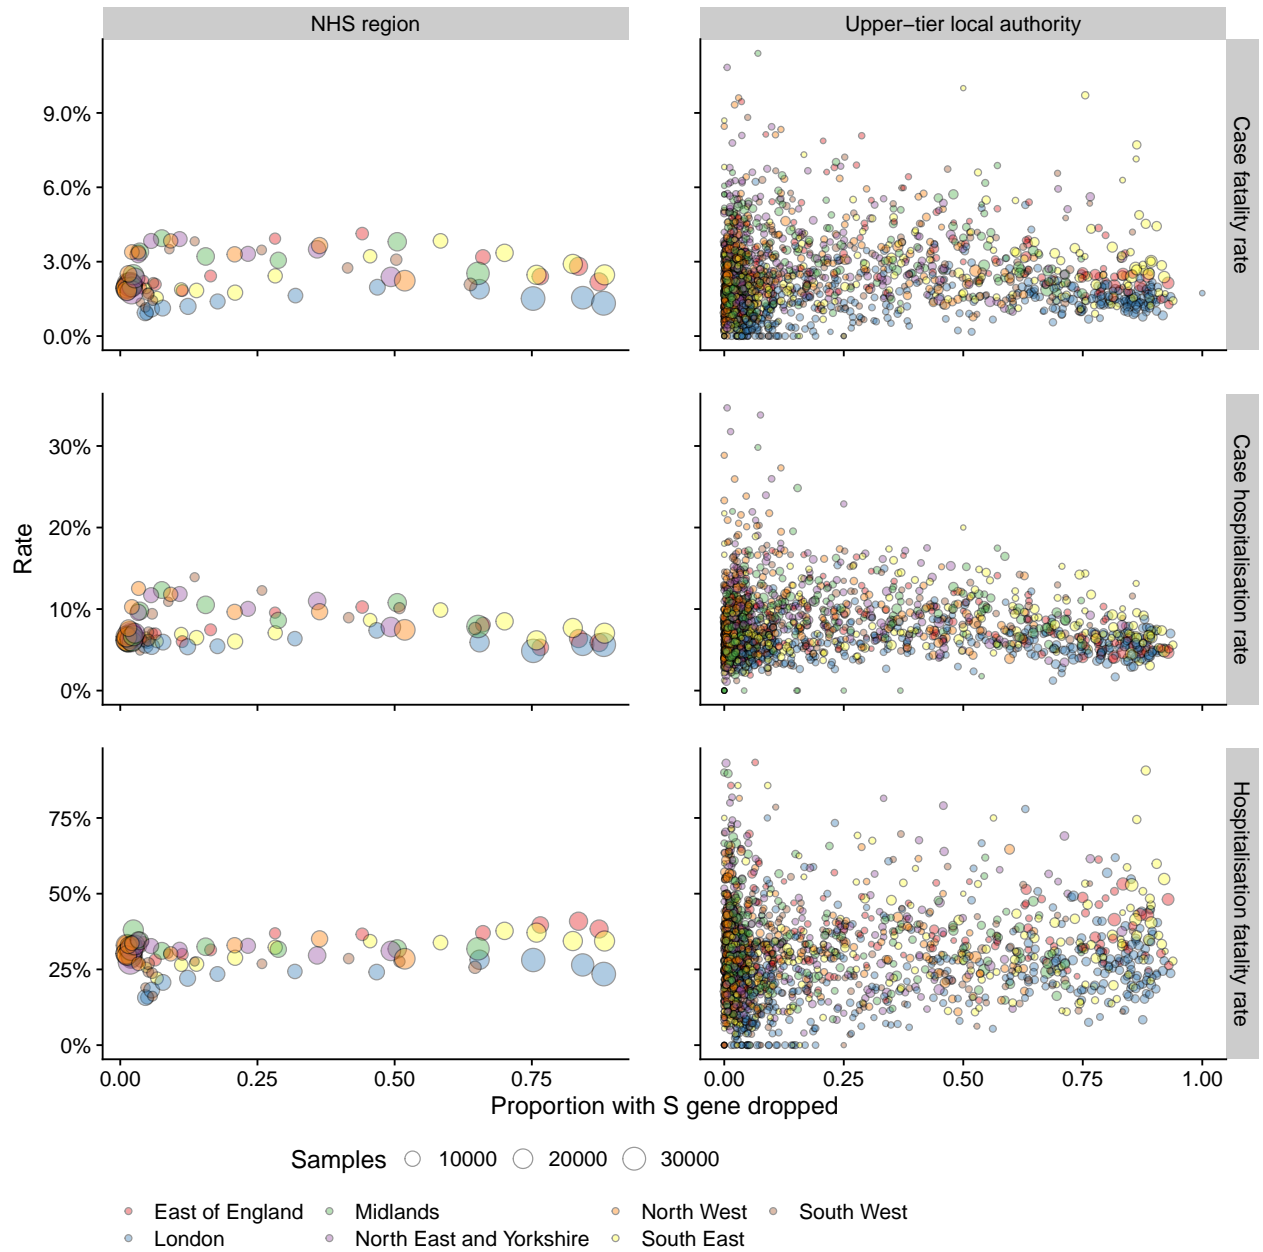 NHS region
Upper−tier local authority
9.0%
6.0%
3.0%
0.0%
Case fatality rate
30%
20%
10%
0%
Case hospitalisation rate
Rate
75%
50%
25%
0%
Hospitalisation fatality rate
0.00 0.25 0.50 0.75
0.00 0.25 0.50 0.75 1.00
Proportion with S gene dropped
Samples 10000 20000 30000
East of England Midlands North West South West
London North East and Yorkshire South East